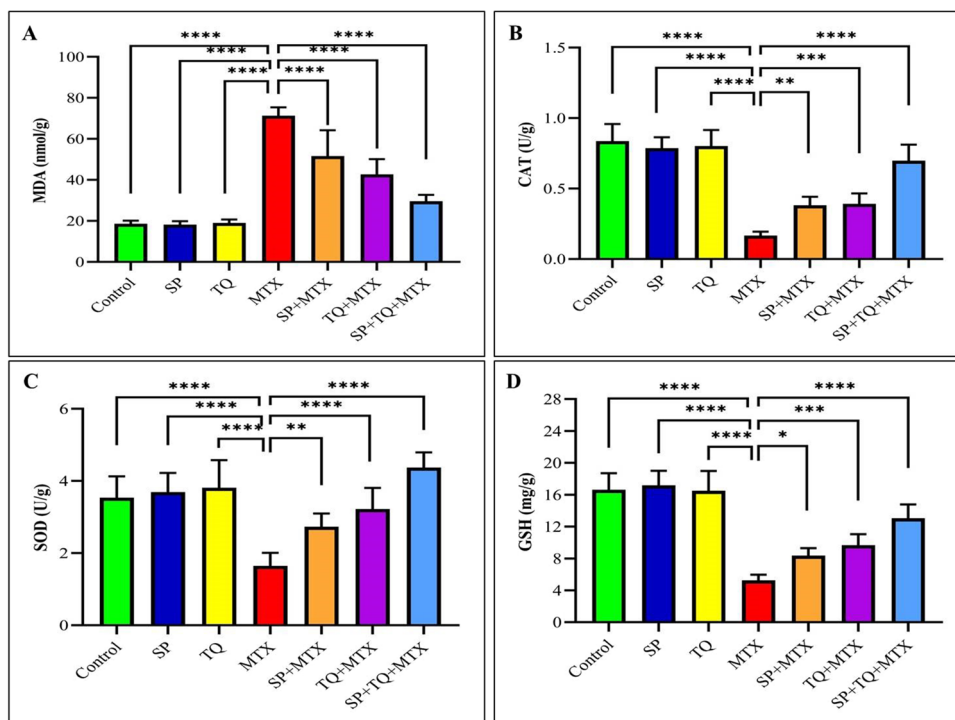 A
**** ****
**** ****
**** ****
MDA (nmol/g)
100
80
60
40
20
0
Control SP TQ MTX SP+MTX TQ+MTX SP+TQ+MTX
B
**** ****
**** ***
**** **
CAT (U/g)
1.5
1.0
0.5
0.0
Control SP TQ MTX SP+MTX TQ+MTX SP+TQ+MTX
C
**** ****
**** ****
**** **
SOD (U/g)
6
4
2
0
Control SP TQ MTX SP+MTX TQ+MTX SP+TQ+MTX
D
**** ****
**** ***
**** *
GSH (mg/g)
28
24
20
16
12
8
4
0
Control SP TQ MTX SP+MTX TQ+MTX SP+TQ+MTX